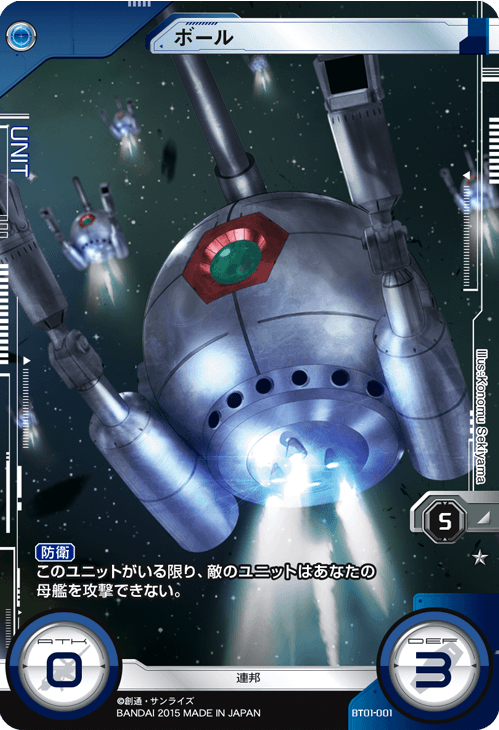 ボール
UNIT
Illus:Konomu Sekiyama
S
防衛
このユニットがいる限り、敵のユニットはあなたの
母艦を攻撃できない。
ATK
0
DEF
3
連邦
©創通・サンライズ
BANDAI 2015 MADE IN JAPAN
BT01-001